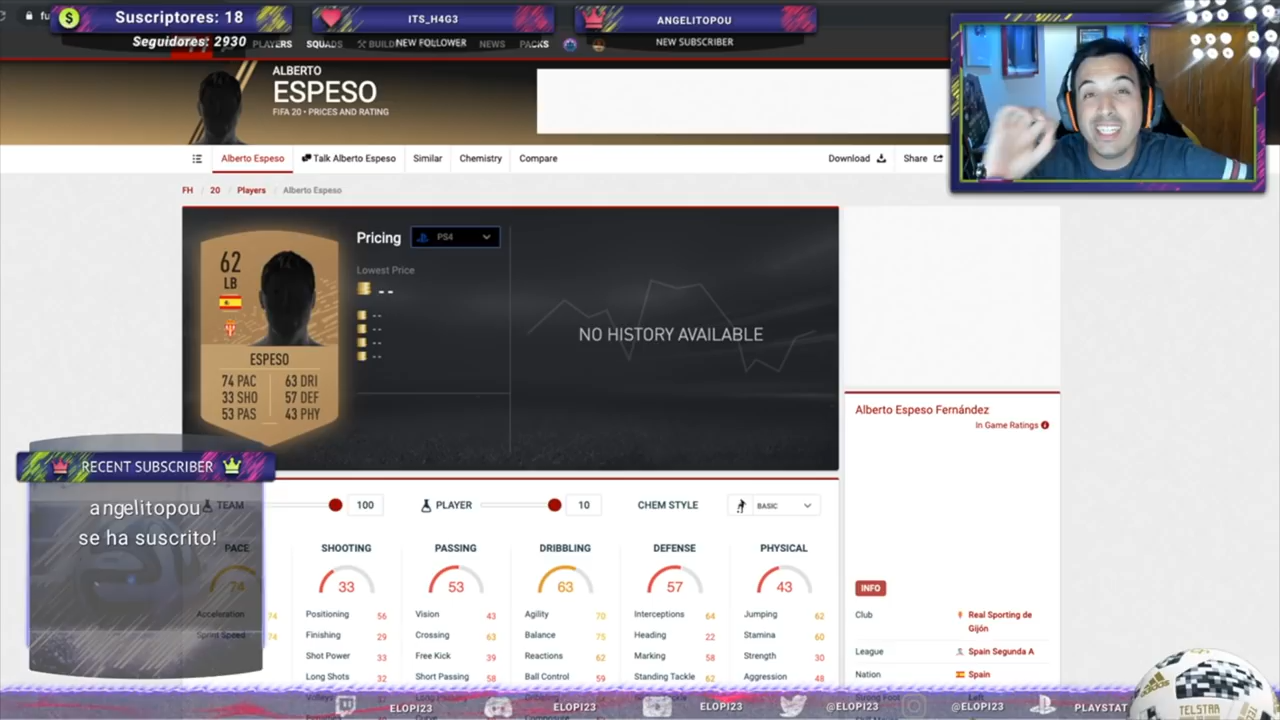 Suscriptores: 18
ITS_H4G3
ANGELITOPOU
Seguidores: 2930
PLAYERS
SQUADS
NEW FOLLOWER
NEWS
PACKS
NEW SUBSCRIBER
ALBERTO
ESPESO
FIFA 20 • PRICES AND RATING
Alberto Espeso
Talk Alberto Espeso
Similar
Chemistry
Compare
Download
Share
FH / 20 Players / Alberto Espeso
62
LB
ESPESO
74 PAC 63 DRI
33 SHO 57 DEF
53 PAS 43 PHY
Pricing
PS4
Lowest Price
--
--
--
--
--
NO HISTORY AVAILABLE
Alberto Espeso Fernández
In Game Ratings
RECENT SUBSCRIBER
angelitopou
se ha suscrito!
TEAM 100
PLAYER 10
CHEM STYLE
BASIC
PACE
74
Acceleration 74
Sprint Speed 74
SHOOTING
33
Positioning 56
Finishing 29
Shot Power 33
Long Shots 32
PASSING
53
Vision 43
Crossing 63
Free Kick 39
Short Passing 58
DRIBBLING
63
Agility 70
Balance 75
Reactions 62
Ball Control 59
DEFENSE
57
Interceptions 64
Heading 22
Marking 58
Standing Tackle 62
PHYSICAL
43
Jumping 62
Stamina 60
Strength 30
Aggression 48
INFO
Club Real Sporting de
Gijón
League Spain Segunda A
Nation Spain
ELOPI23
ELOPI23
ELOPI23
@ELOPI23
@ELOPI23
PLAYSTAT
adidas
TELSTAR